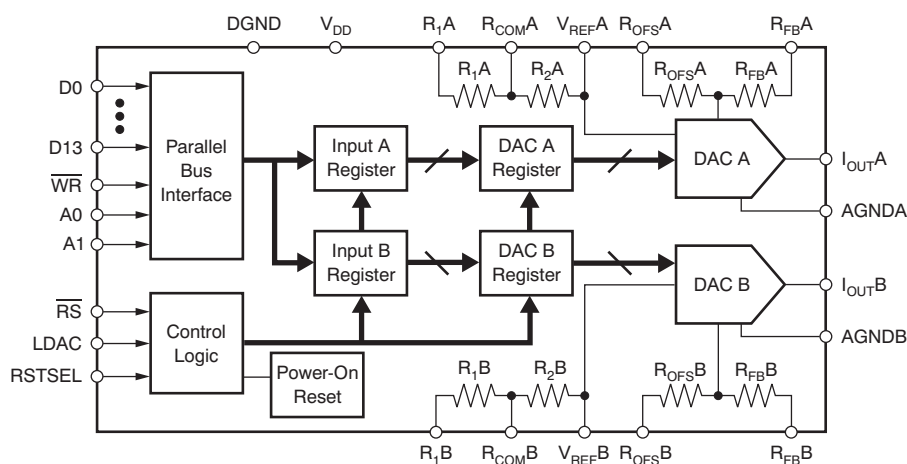 DGND V_DD R_1A R_COMA V_REFA R_OFSA R_FBA
R_1A R_2A R_OFSA R_FBA
D0
D13
W̅R̅
A0
A1
Parallel
Bus
Interface
Input A
Register
DAC A
Register
DAC A
I_OUTA
AGNDA
Input B
Register
DAC B
Register
DAC B
I_OUTB
AGNDB
R̅S̅
LDAC
RSTSEL
Control
Logic
Power-On
Reset
R_1B R_2B R_OFSB R_FBB
R_1B R_COMB V_REFB R_OFSB R_FBB